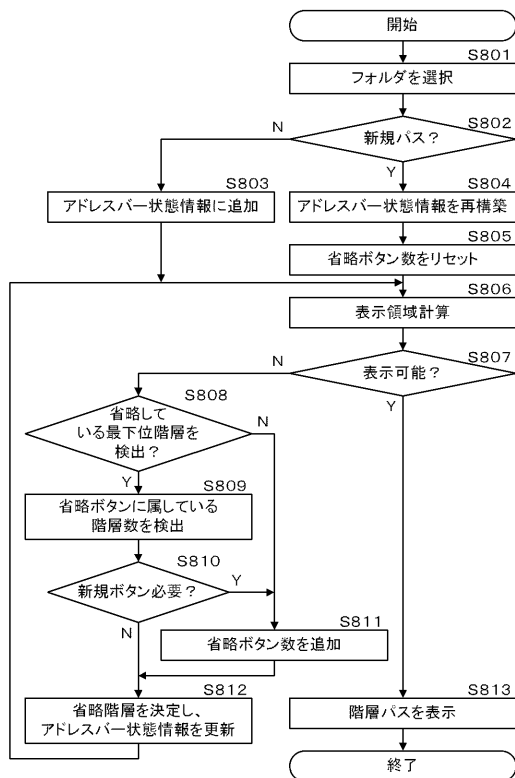 開始
S801
フォルダを選択
S802
新規パス？
N
Y
S803
アドレスバー状態情報に追加
S804
アドレスバー状態情報を再構築
S805
省略ボタン数をリセット
S806
表示領域計算
S807
表示可能？
N
Y
S808
省略して
いる最下位階層を
検出？
N
Y
S809
省略ボタンに属している
階層数を検出
S810
新規ボタン必要？
Y
N
S811
省略ボタン数を追加
S812
省略階層を決定し、
アドレスバー状態情報を更新
S813
階層パスを表示
終了